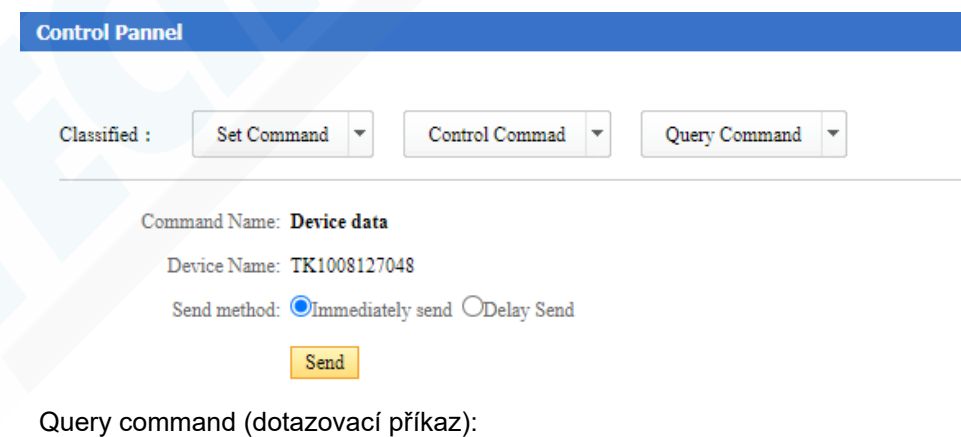 Control Pannel
Classified : Set Command Control Commad Query Command
Command Name: Device data
Device Name: TK1008127048
Send method: Immediately send Delay Send
Send
Query command (dotazovací příkaz):